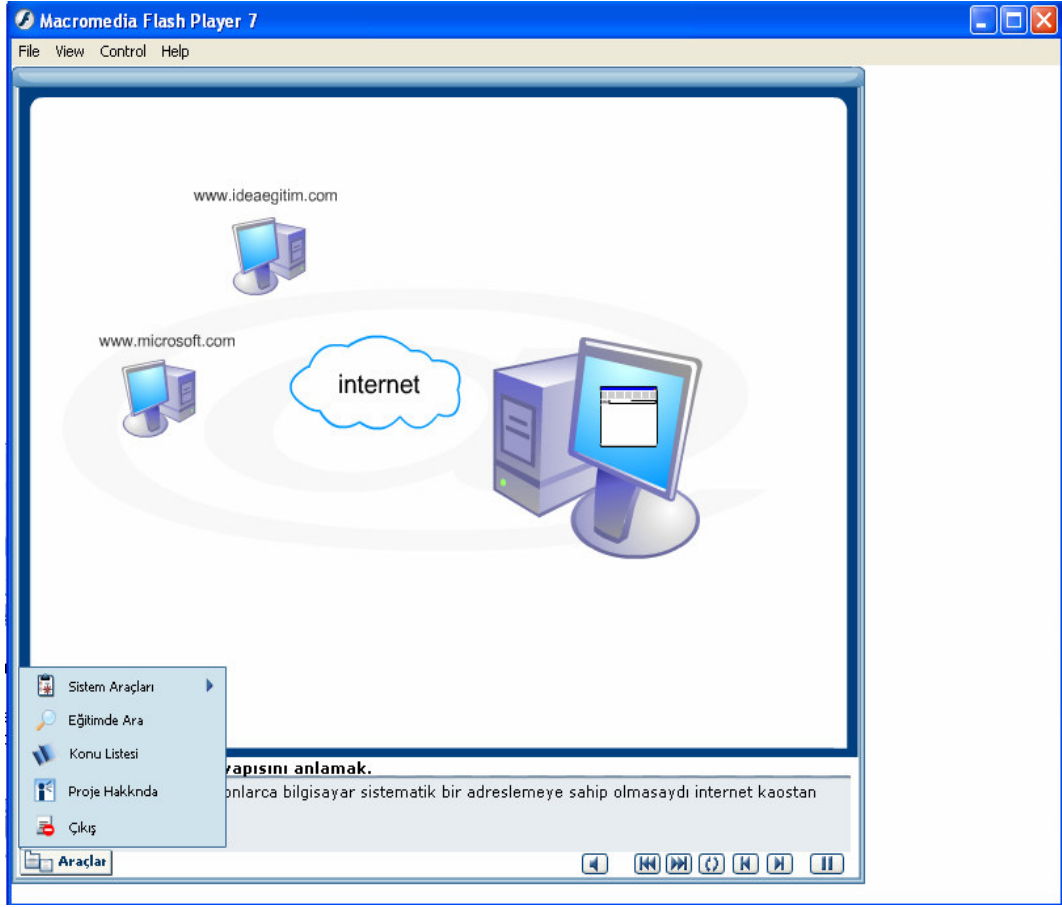 Macromedia Flash Player 7
File View Control Help
www.ideaegitim.com
www.microsoft.com
internet
Sistem Araçları
Eğitimde Ara
Konu Listesi
Proje Hakknda
Çıkış
yapısını anlamak.
onlarca bilgisayar sistematik bir adreslemeye sahip olmasaydı internet kaostan
Araçlar